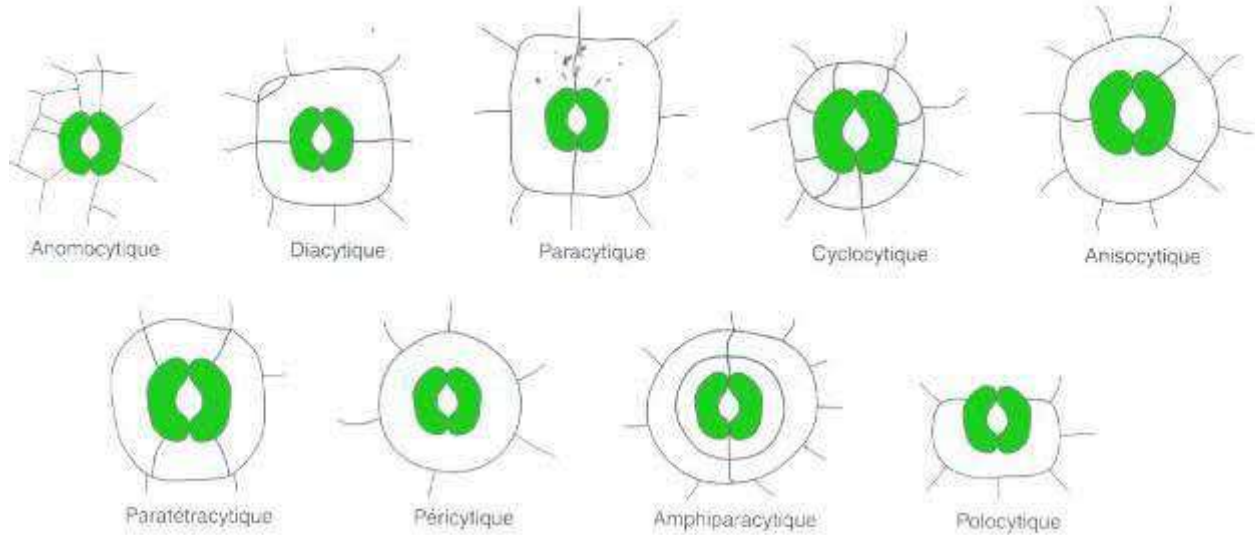 Anomocytique
Diacytique
Paracytique
Cyclocytique
Anisocytique
Paratétracytique
Péricytique
Amphiparacytique
Polocytique